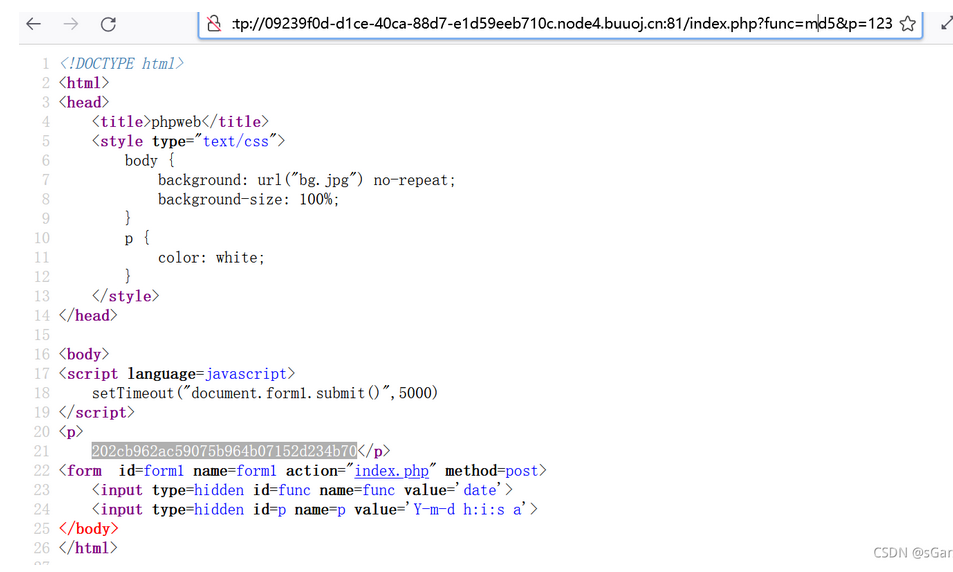 :tp://09239f0d-d1ce-40ca-88d7-e1d59eeb710c.node4.buuoj.cn:81/index.php?func=md5&p=123
1 <!DOCTYPE html>
2 <html>
3 <head>
4 <title>phpweb</title>
5 <style type="text/css">
6 body {
7 background: url("bg.jpg") no-repeat;
8 background-size: 100%;
9 }
10 p {
11 color: white;
12 }
13 </style>
14 </head>
15
16 <body>
17 <script language=javascript>
18 setTimeout("document.form1.submit()",5000)
19 </script>
20 <p>
21 202cb962ac59075b964b07152d234b70</p>
22 <form id=form1 name=form1 action="index.php" method=post>
23 <input type=hidden id=func name=func value='date'>
24 <input type=hidden id=p name=p value='Y-m-d h:i:s a'>
25 </body>
26 </html>
CSDN @sGar